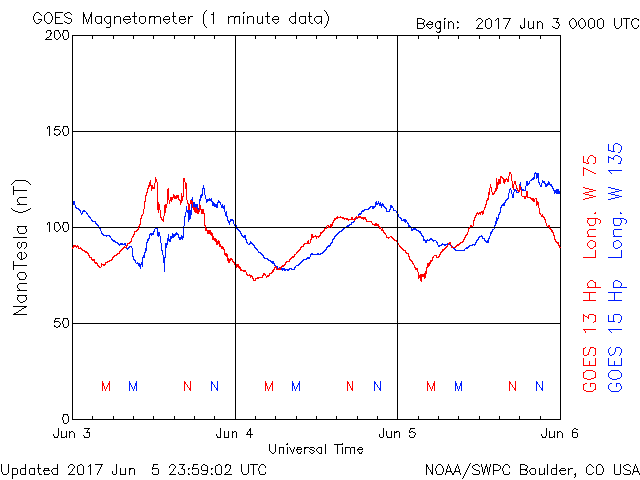 GOES Magnetometer (1 minute data)
Begin: 2017 Jun 3 0000 UTC
200
150
100
50
0
NanoTesla (nT)
M M N N M M N N M M N N
Jun 3 Jun 4 Jun 5 Jun 6
Universal Time
GOES 13 Hp Long. W 75
GOES 15 Hp Long. W 135
Updated 2017 Jun 5 23:59:02 UTC
NOAA/SWPC Boulder, CO USA